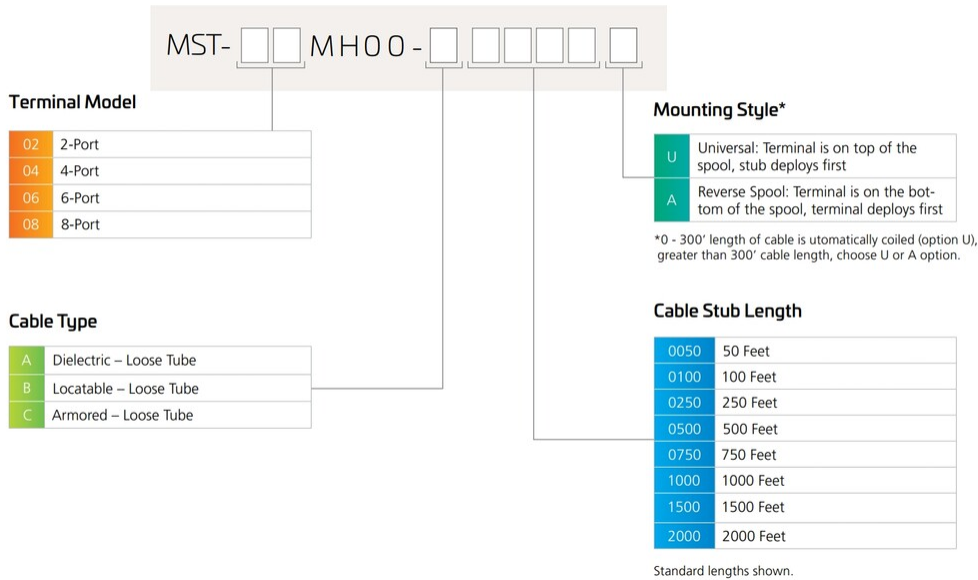 MST- MH00 -
Terminal Model
02 2-Port
04 4-Port
06 6-Port
08 8-Port
Cable Type
A Dielectric – Loose Tube
B Locatable – Loose Tube
C Armored – Loose Tube
Mounting Style*
U Universal: Terminal is on top of the
spool, stub deploys first
A Reverse Spool: Terminal is on the bot-
tom of the spool, terminal deploys first
*0 - 300’ length of cable is utomatically coiled (option U),
greater than 300’ cable length, choose U or A option.
Cable Stub Length
0050 50 Feet
0100 100 Feet
0250 250 Feet
0500 500 Feet
0750 750 Feet
1000 1000 Feet
1500 1500 Feet
2000 2000 Feet
Standard lengths shown.